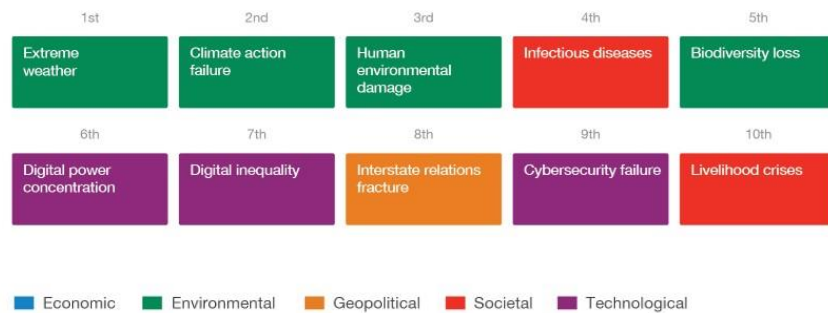 1st
2nd
3rd
4th
5th
Extreme
weather
Climate action
failure
Human
environmental
damage
Infectious diseases
Biodiversity loss
6th
7th
8th
9th
10th
Digital power
concentration
Digital inequality
Interstate relations
fracture
Cybersecurity failure
Livelihood crises
Economic
Environmental
Geopolitical
Societal
Technological